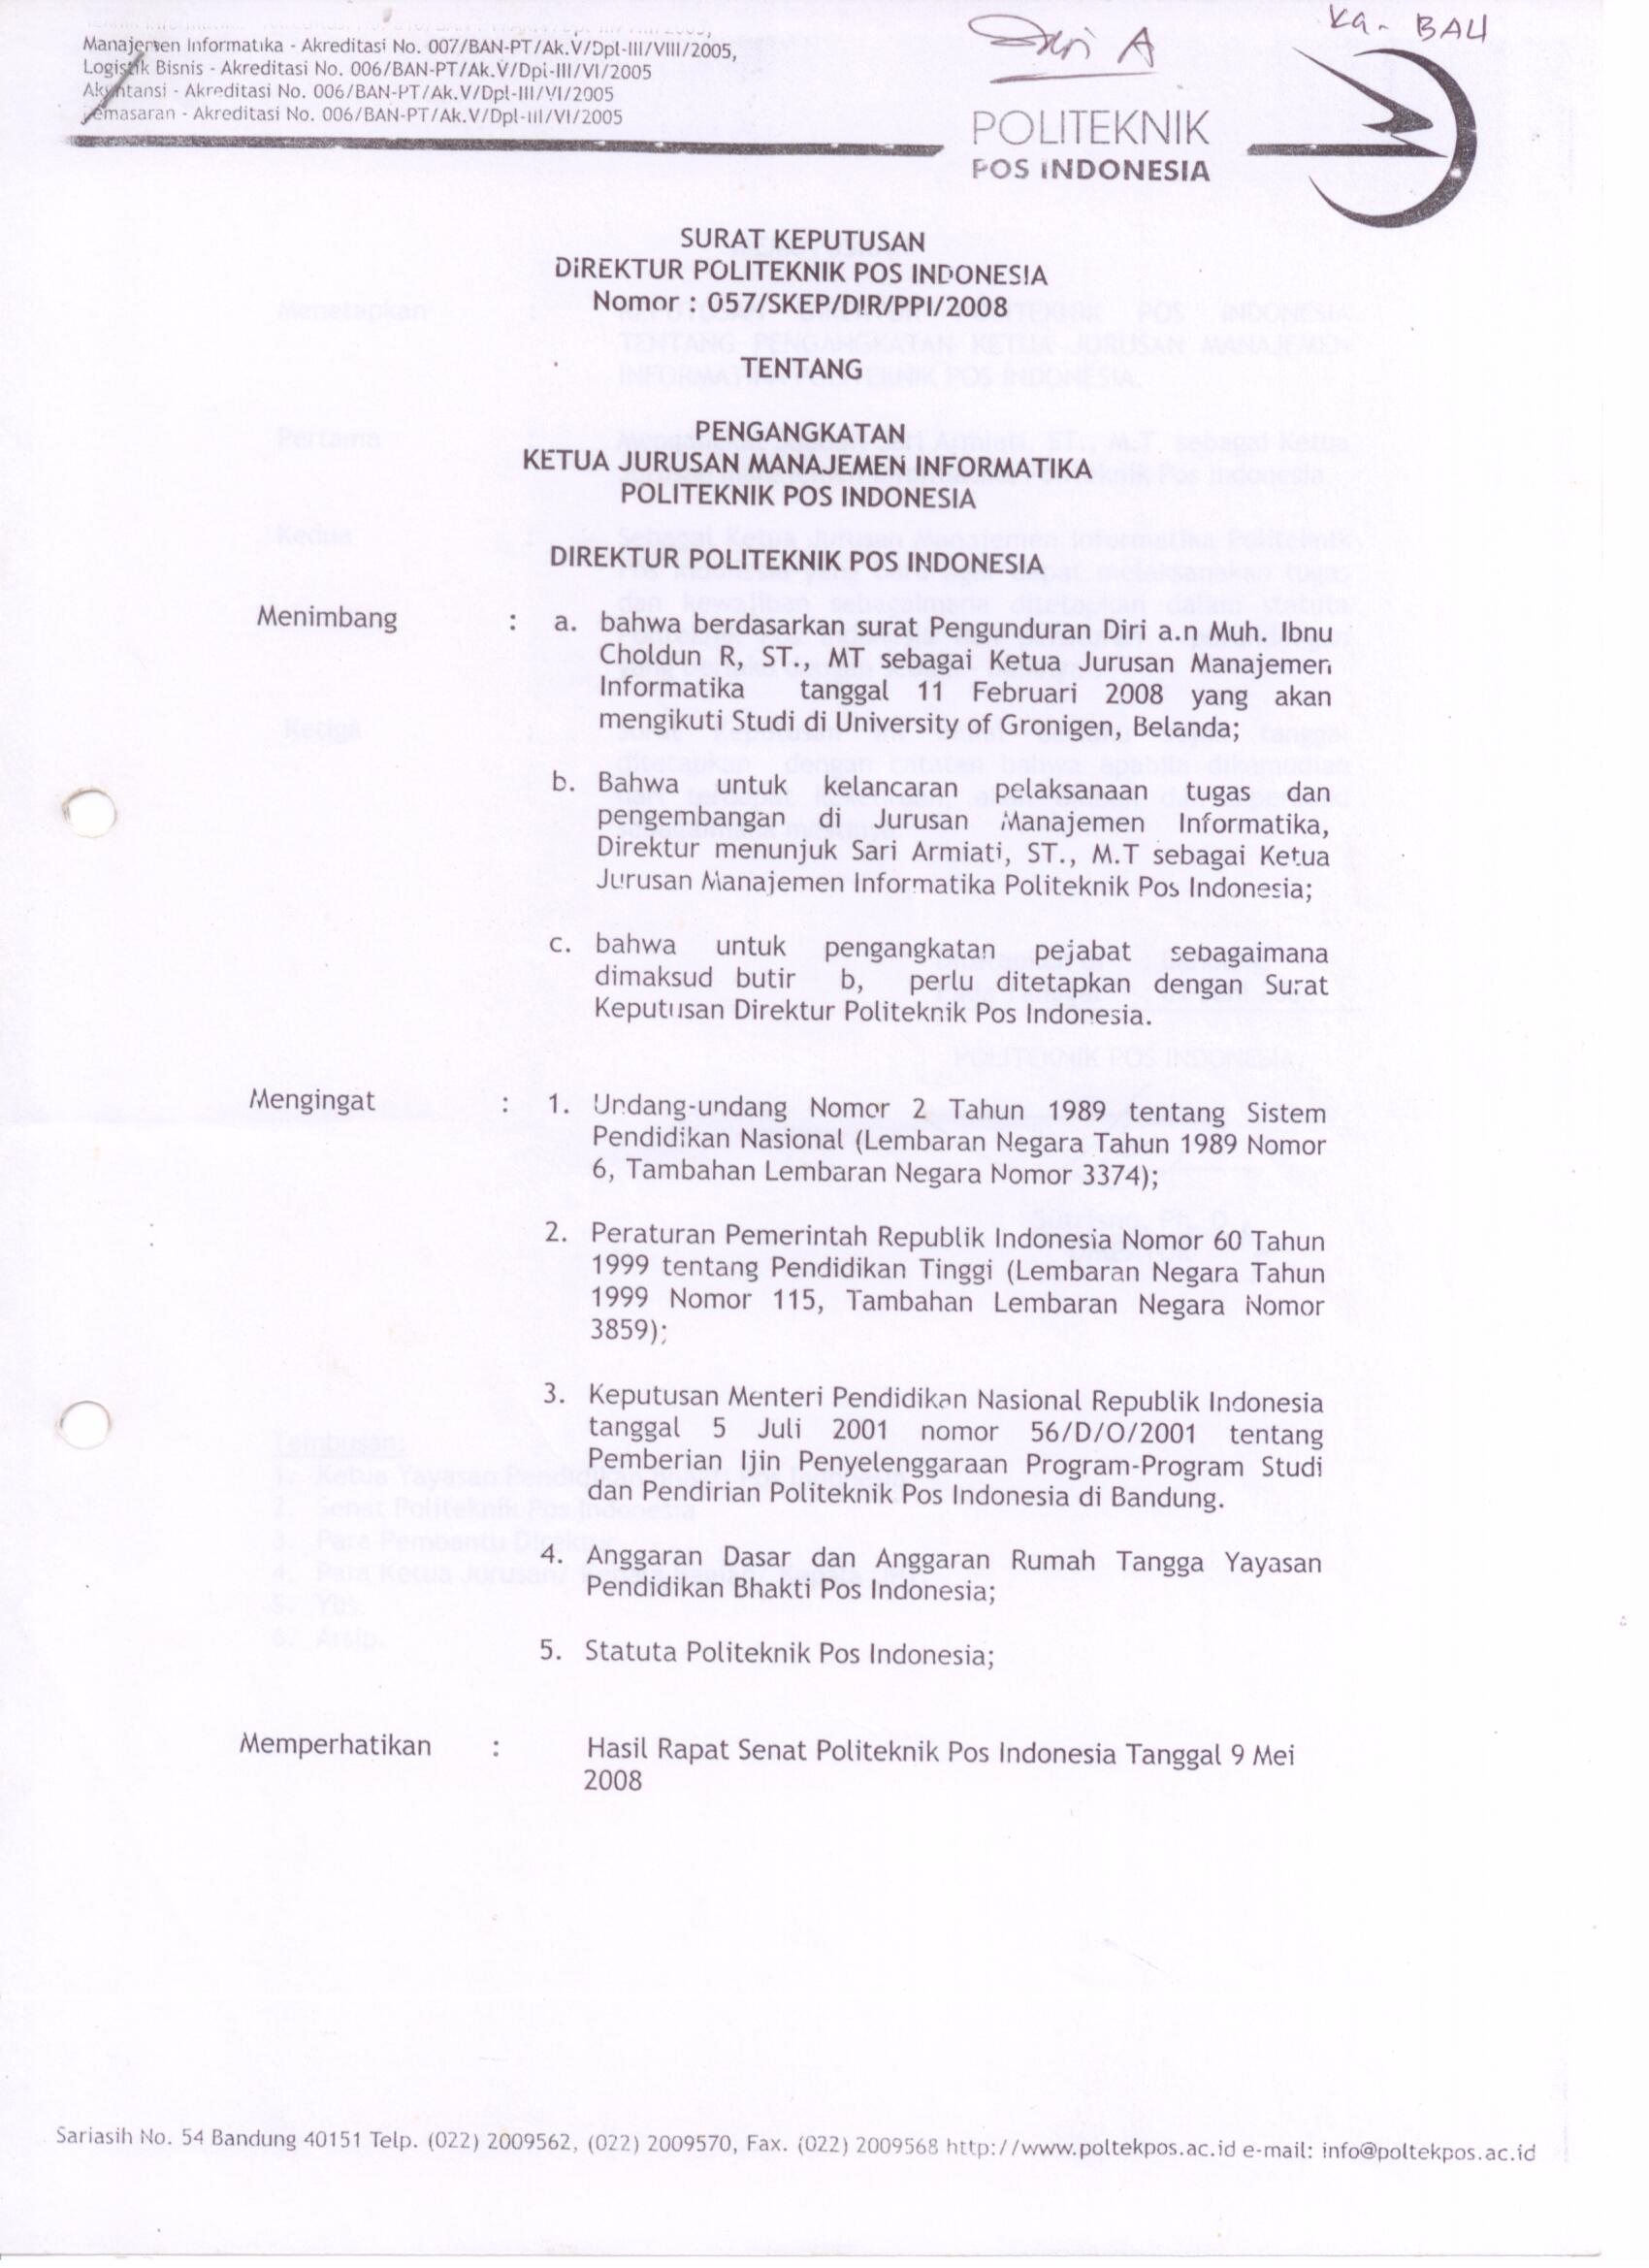 Manajemen Informatika - Akreditasi No. 007/BAN-PT/Ak.V/Dpl-III/VIII/2005,
Logistik Bisnis - Akreditasi No. 006/BAN-PT/Ak.V/Dpl-III/VI/2005
Akuntansi - Akreditasi No. 006/BAN-PT/Ak.V/Dpl-III/VI/2005
Pemasaran - Akreditasi No. 006/BAN-PT/Ak.V/Dpl-III/VI/2005
Sari A
Ka. BAU
POLITEKNIK
POS INDONESIA
SURAT KEPUTUSAN
DIREKTUR POLITEKNIK POS INDONESIA
Nomor : 057/SKEP/DIR/PPI/2008
TENTANG
PENGANGKATAN
KETUA JURUSAN MANAJEMEN INFORMATIKA
POLITEKNIK POS INDONESIA
DIREKTUR POLITEKNIK POS INDONESIA
Menimbang : a. bahwa berdasarkan surat Pengunduran Diri a.n Muh. Ibnu
Choldun R, ST., MT sebagai Ketua Jurusan Manajemen
Informatika tanggal 11 Februari 2008 yang akan
mengikuti Studi di University of Gronigen, Belanda;
b. Bahwa untuk kelancaran pelaksanaan tugas dan
pengembangan di Jurusan Manajemen Informatika,
Direktur menunjuk Sari Armiati, ST., M.T sebagai Ketua
Jurusan Manajemen Informatika Politeknik Pos Indonesia;
c. bahwa untuk pengangkatan pejabat sebagaimana
dimaksud butir b, perlu ditetapkan dengan Surat
Keputusan Direktur Politeknik Pos Indonesia.
Mengingat : 1. Undang-undang Nomor 2 Tahun 1989 tentang Sistem
Pendidikan Nasional (Lembaran Negara Tahun 1989 Nomor
6, Tambahan Lembaran Negara Nomor 3374);
2. Peraturan Pemerintah Republik Indonesia Nomor 60 Tahun
1999 tentang Pendidikan Tinggi (Lembaran Negara Tahun
1999 Nomor 115, Tambahan Lembaran Negara Nomor
3859);
3. Keputusan Menteri Pendidikan Nasional Republik Indonesia
tanggal 5 Juli 2001 nomor 56/D/O/2001 tentang
Pemberian Ijin Penyelenggaraan Program-Program Studi
dan Pendirian Politeknik Pos Indonesia di Bandung.
4. Anggaran Dasar dan Anggaran Rumah Tangga Yayasan
Pendidikan Bhakti Pos Indonesia;
5. Statuta Politeknik Pos Indonesia;
Memperhatikan : Hasil Rapat Senat Politeknik Pos Indonesia Tanggal 9 Mei
2008
Sariasih No. 54 Bandung 40151 Telp. (022) 2009562, (022) 2009570, Fax. (022) 2009568 http://www.poltekpos.ac.id e-mail: info@poltekpos.ac.id